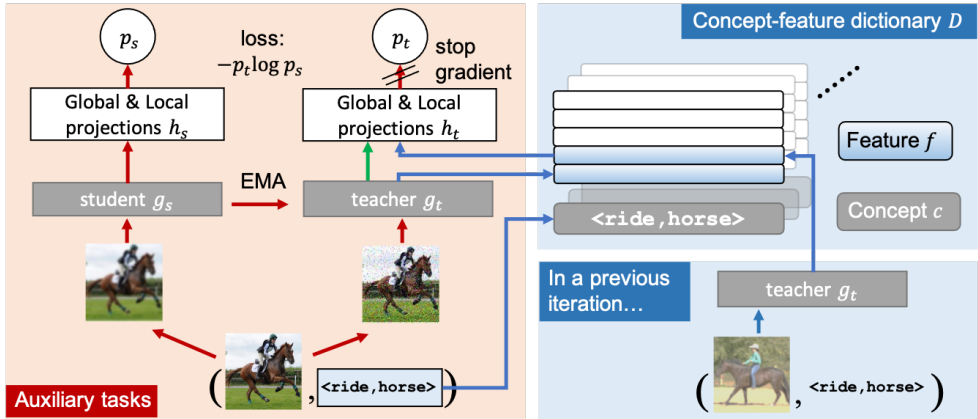 p_s
loss:
−p_t log p_s
p_t
stop
gradient
Global & Local
projections h_s
Global & Local
projections h_t
student g_s
EMA
teacher g_t
( , <ride,horse> )
Auxiliary tasks
Concept-feature dictionary D
Feature f
Concept c
<ride,horse>
In a previous
iteration...
teacher g_t
( , <ride,horse> )